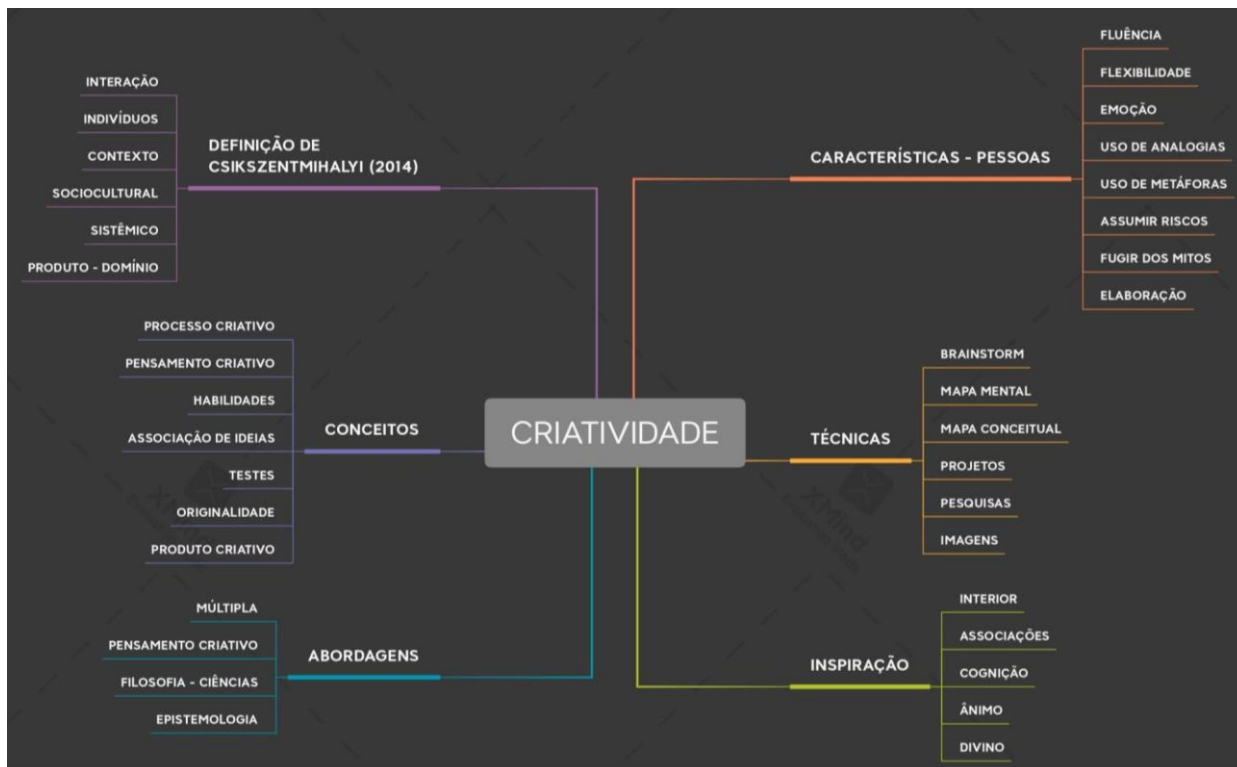 CRIATIVIDADE
DEFINIÇÃO DE
CSIKSZENTMIHALYI (2014)
INTERAÇÃO
INDIVÍDUOS
CONTEXTO
SOCIOCULTURAL
SISTÊMICO
PRODUTO - DOMÍNIO
CONCEITOS
PROCESSO CRIATIVO
PENSAMENTO CRIATIVO
HABILIDADES
ASSOCIAÇÃO DE IDEIAS
TESTES
ORIGINALIDADE
PRODUTO CRIATIVO
ABORDAGENS
MÚLTIPLA
PENSAMENTO CRIATIVO
FILOSOFIA - CIÊNCIAS
EPISTEMOLOGIA
CARACTERÍSTICAS - PESSOAS
FLUÊNCIA
FLEXIBILIDADE
EMOÇÃO
USO DE ANALOGIAS
USO DE METÁFORAS
ASSUMIR RISCOS
FUGIR DOS MITOS
ELABORAÇÃO
TÉCNICAS
BRAINSTORM
MAPA MENTAL
MAPA CONCEITUAL
PROJETOS
PESQUISAS
IMAGENS
INSPIRAÇÃO
INTERIOR
ASSOCIAÇÕES
COGNIÇÃO
ÂNIMO
DIVINO
XMind
XMind